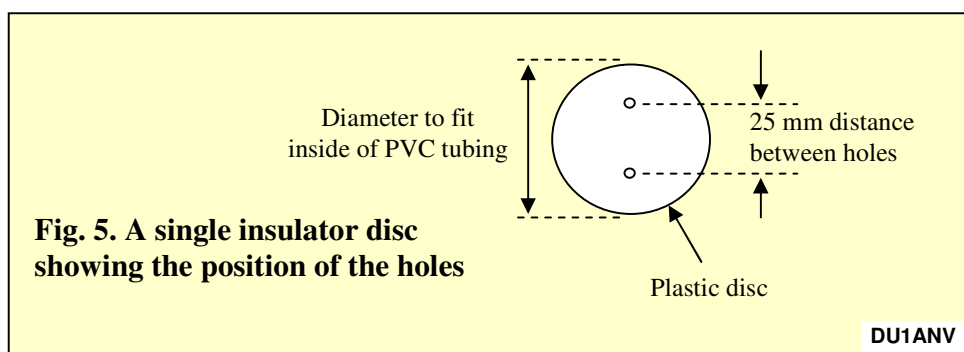 Diameter to fit
inside of PVC tubing
25 mm distance
between holes
Fig. 5. A single insulator disc
showing the position of the holes
Plastic disc
DU1ANV